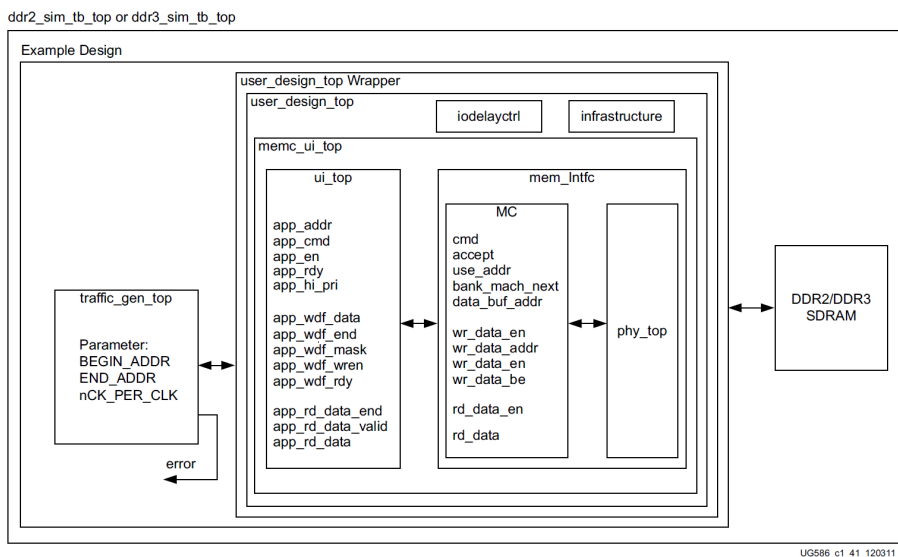 ddr2_sim_tb_top or ddr3_sim_tb_top
Example Design
user_design_top Wrapper
user_design_top
iodelayctrl
infrastructure
memc_ui_top
ui_top
app_addr
app_cmd
app_en
app_rdy
app_hi_pri
app_wdf_data
app_wdf_end
app_wdf_mask
app_wdf_wren
app_wdf_rdy
app_rd_data_end
app_rd_data_valid
app_rd_data
mem_Intfc
MC
cmd
accept
use_addr
bank_mach_next
data_buf_addr
wr_data_en
wr_data_addr
wr_data_en
wr_data_be
rd_data_en
rd_data
phy_top
traffic_gen_top
Parameter:
BEGIN_ADDR
END_ADDR
nCK_PER_CLK
error
DDR2/DDR3
SDRAM
UG586_c1_41_120311